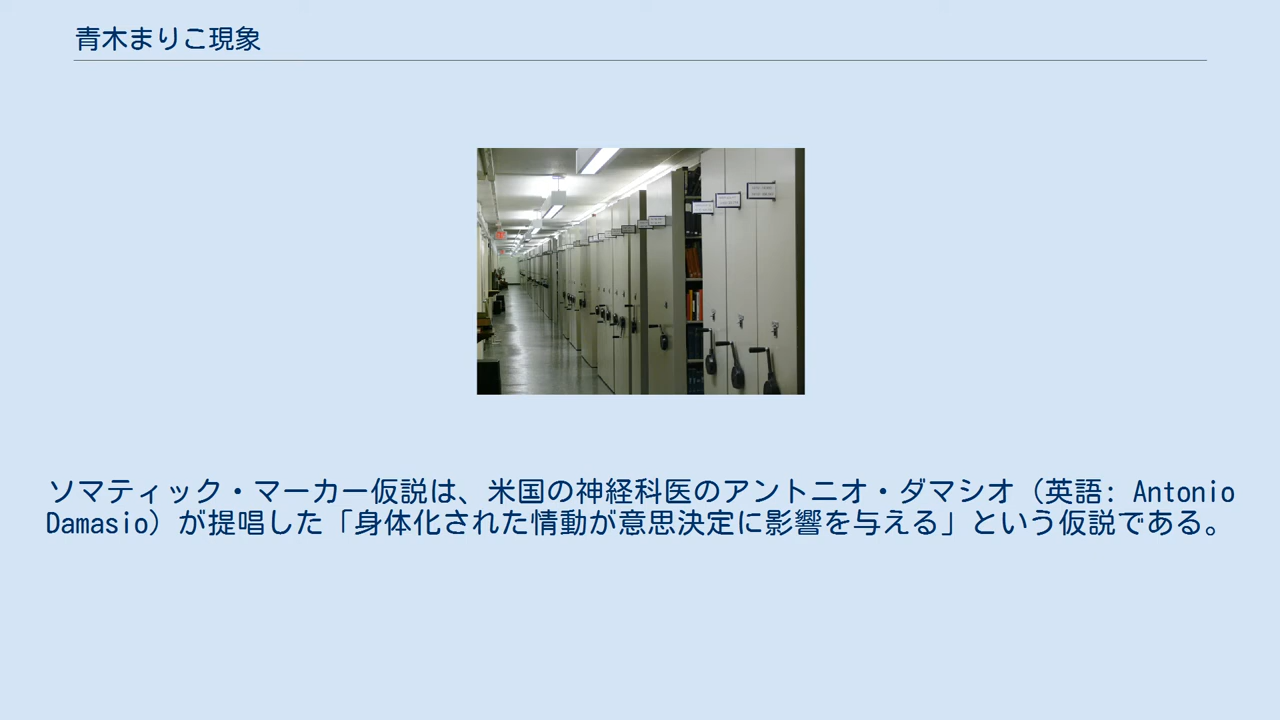 青木まりこ現象
ソマティック・マーカー仮説は、米国の神経科医のアントニオ・ダマシオ（英語: Antonio
Damasio）が提唱した「身体化された情動が意思決定に影響を与える」という仮説である。